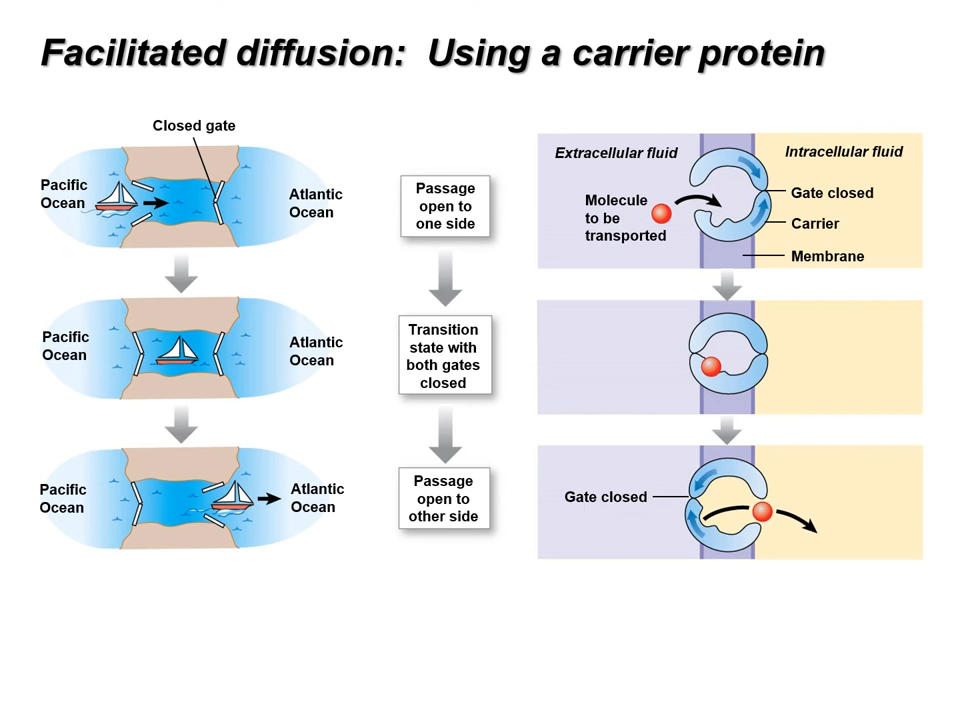 Facilitated diffusion:  Using a carrier protein
Closed gate
Pacific
Ocean
Atlantic
Ocean
Passage
open to
one side
Extracellular fluid
Intracellular fluid
Molecule
to be
transported
Gate closed
Carrier
Membrane
Pacific
Ocean
Atlantic
Ocean
Transition
state with
both gates
closed
Pacific
Ocean
Atlantic
Ocean
Passage
open to
other side
Gate closed